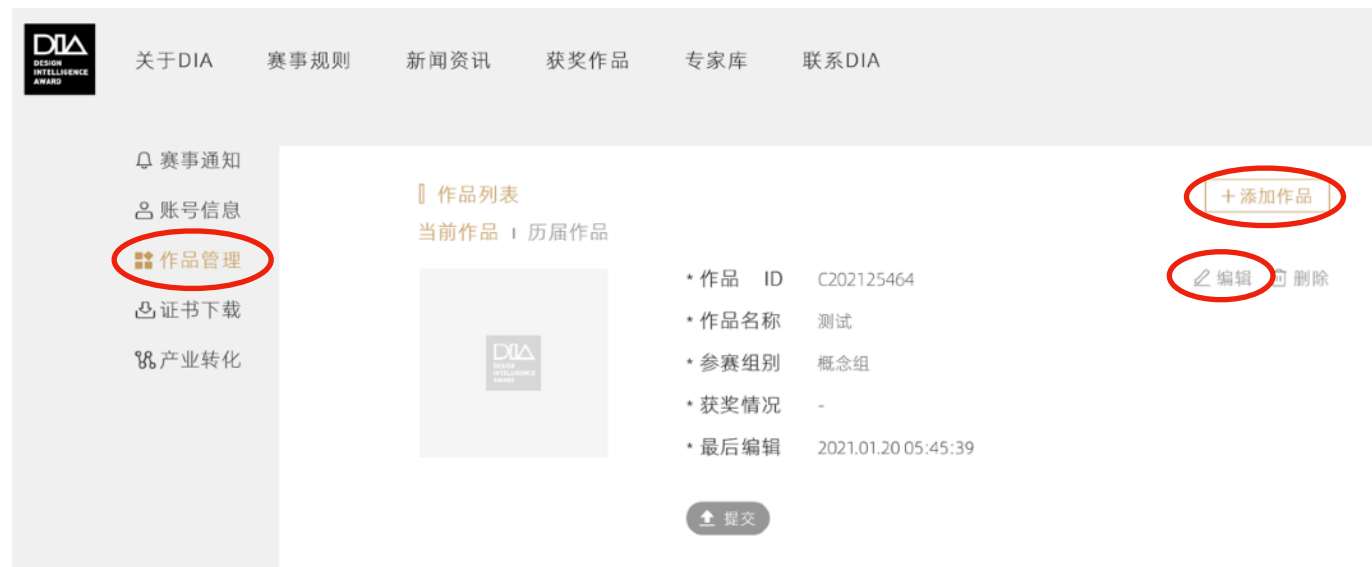 DIA
DESIGN
INTELLIGENCE
AWARD
关于DIA 赛事规则 新闻资讯 获奖作品 专家库 联系DIA
赛事通知
账号信息
作品管理
证书下载
产业转化
作品列表
+添加作品
当前作品 历届作品
DIA
DESIGN
INTELLIGENCE
AWARD
* 作品 ID C202125464
编辑 删除
* 作品名称 测试
* 参赛组别 概念组
* 获奖情况 -
* 最后编辑 2021.01.20 05:45:39
提交